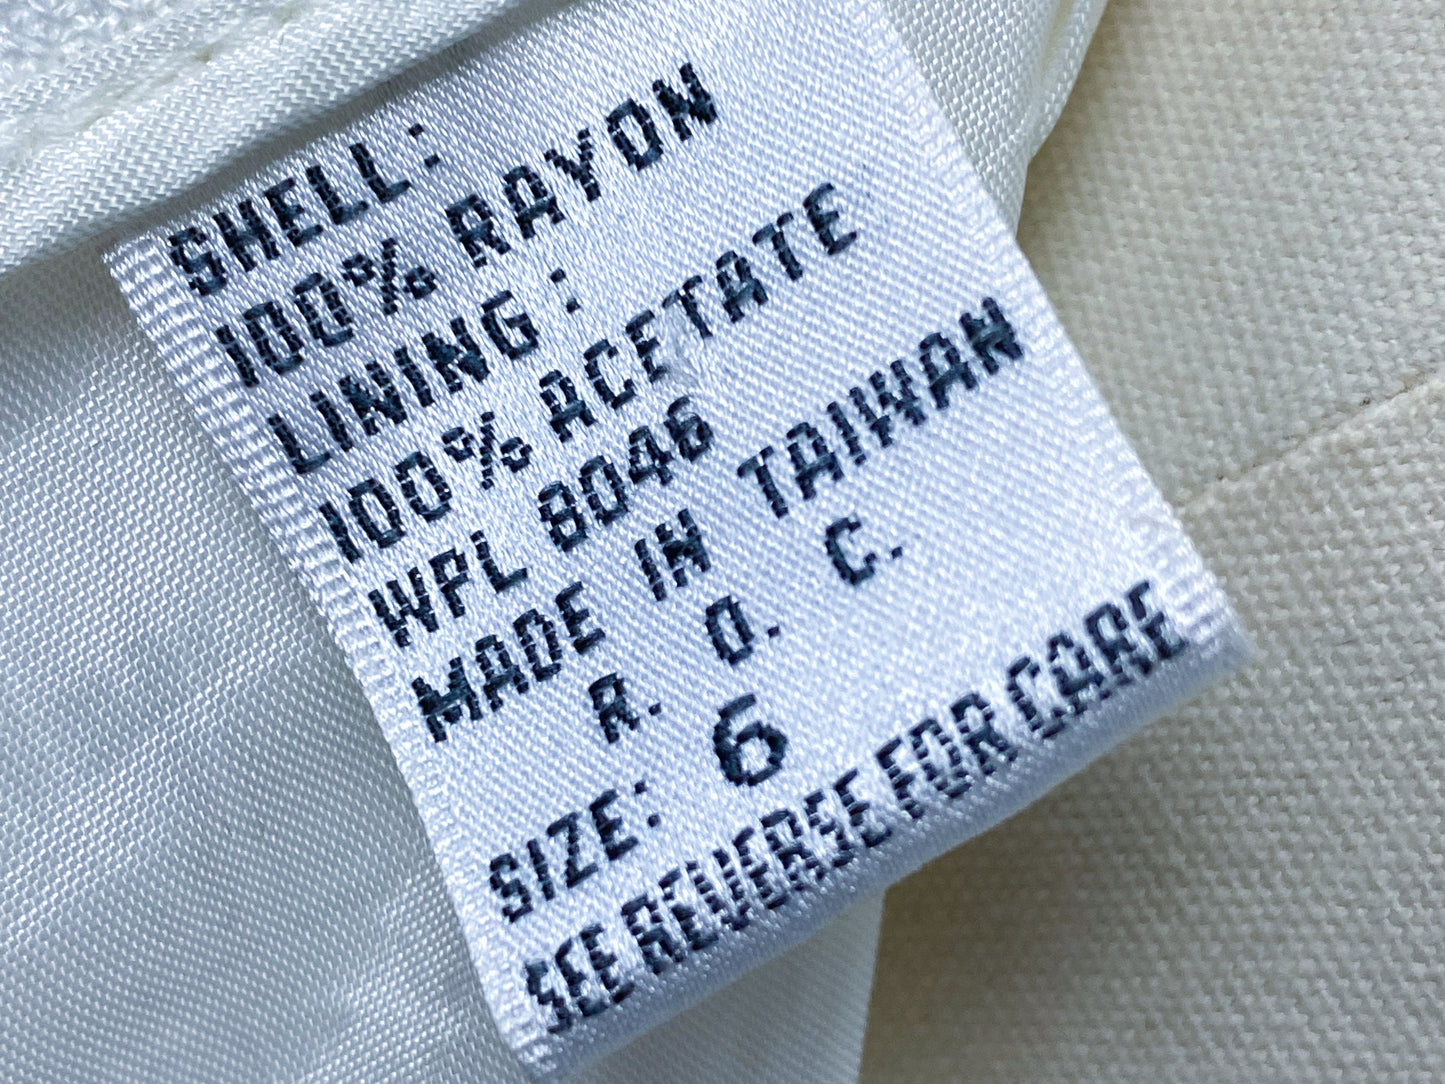 SHELL:
100% RAYON
LINING:
100% ACETATE
WPL 8046
MADE IN TAIWAN
R. O. C.
SIZE: 6
SEE REVERSE FOR CARE